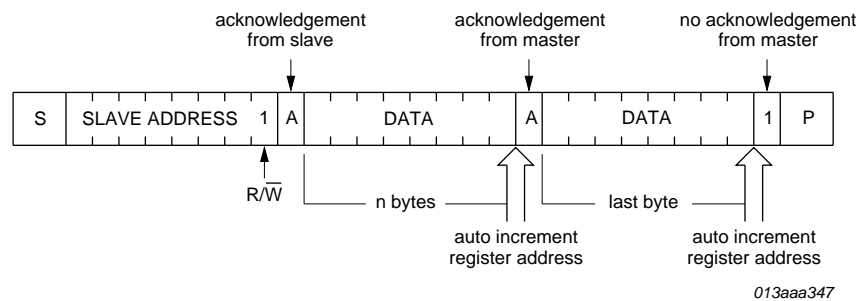 acknowledgement
from slave
acknowledgement
from master
no acknowledgement
from master
S SLAVE ADDRESS 1 A DATA A DATA 1 P
R/W̅
n bytes
last byte
auto increment
register address
auto increment
register address
013aaa347